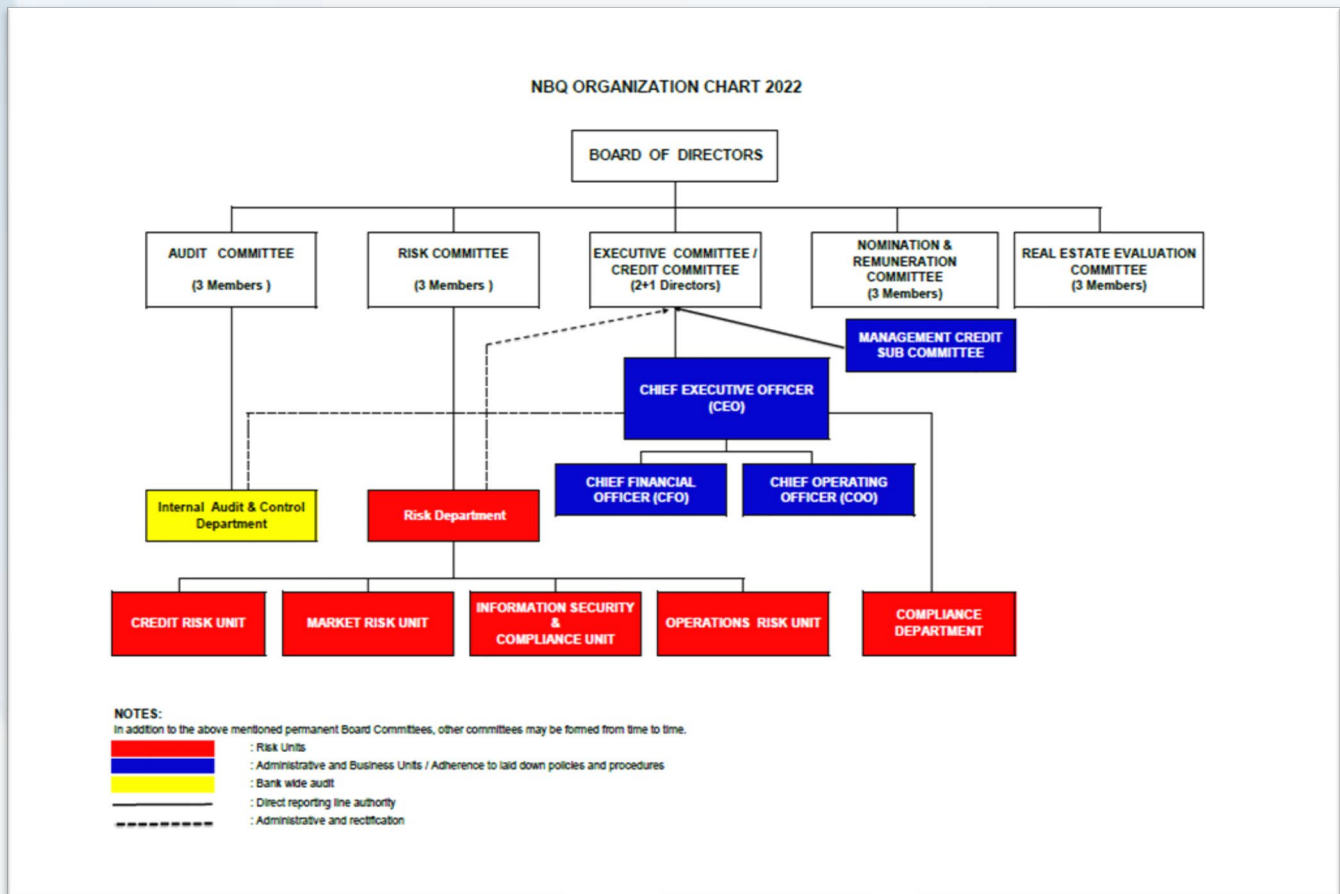 NBQ ORGANIZATION CHART 2022
BOARD OF DIRECTORS
AUDIT COMMITTEE
(3 Members )
RISK COMMITTEE
(3 Members )
EXECUTIVE COMMITTEE /
CREDIT COMMITTEE
(2+1 Directors)
NOMINATION &
REMUNERATION
COMMITTEE
(3 Members)
REAL ESTATE EVALUATION
COMMITTEE
(3 Members)
MANAGEMENT CREDIT
SUB COMMITTEE
CHIEF EXECUTIVE OFFICER
(CEO)
CHIEF FINANCIAL
OFFICER (CFO)
CHIEF OPERATING
OFFICER (COO)
Internal Audit & Control
Department
Risk Department
CREDIT RISK UNIT
MARKET RISK UNIT
INFORMATION SECURITY
&
COMPLIANCE UNIT
OPERATIONS RISK UNIT
COMPLIANCE
DEPARTMENT
NOTES:
In addition to the above mentioned permanent Board Committees, other committees may be formed from time to time.
: Risk Units
: Administrative and Business Units / Adherence to laid down policies and procedures
: Bank wide audit
: Direct reporting line authority
: Administrative and rectification